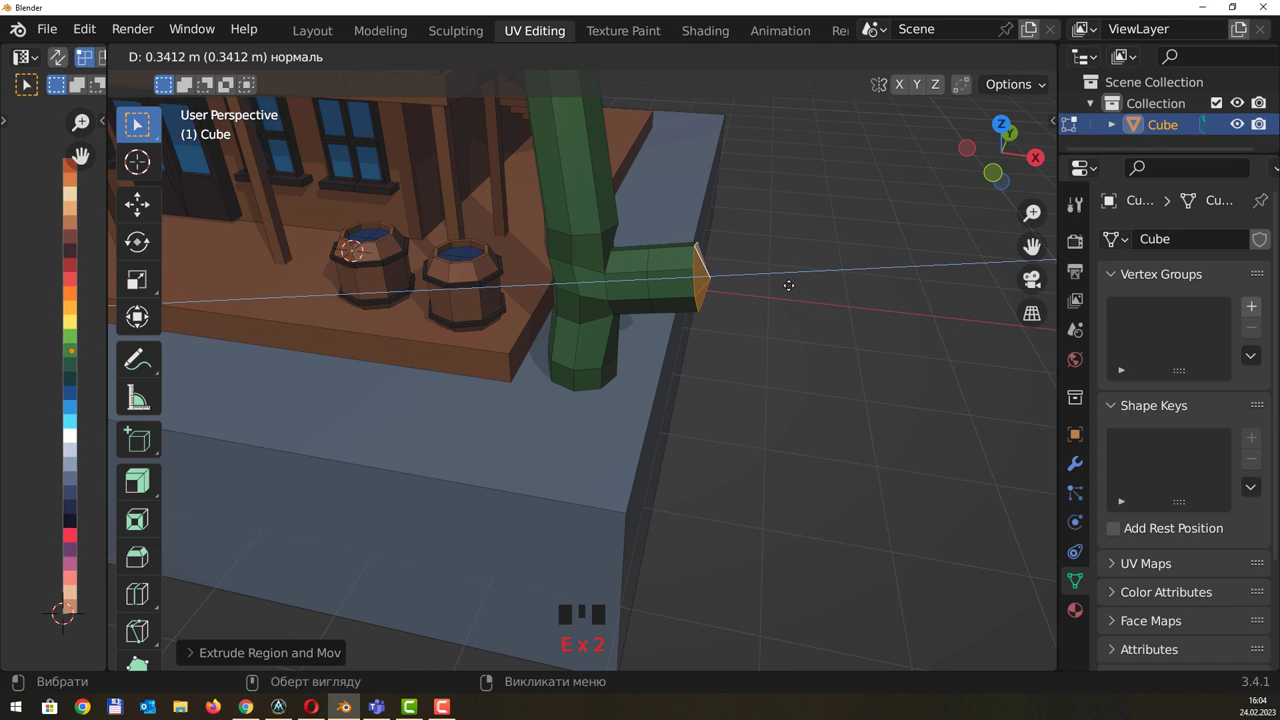 Blender
File Edit Render Window Help Layout Modeling Sculpting UV Editing Texture Paint Shading Animation Re Scene ViewLayer
D: 0.3412 m (0.3412 m) нормаль
X Y Z Options
User Perspective
(1) Cube
Z
Y
X
Scene Collection
Collection
Cube
Cu... Cu...
Cube
Vertex Groups
Shape Keys
Add Rest Position
UV Maps
Color Attributes
Face Maps
Attributes
E x 2
Extrude Region and Mov
Вибрати Оберт вигляду Викликати меню 3.4.1
16:04
24.02.2023